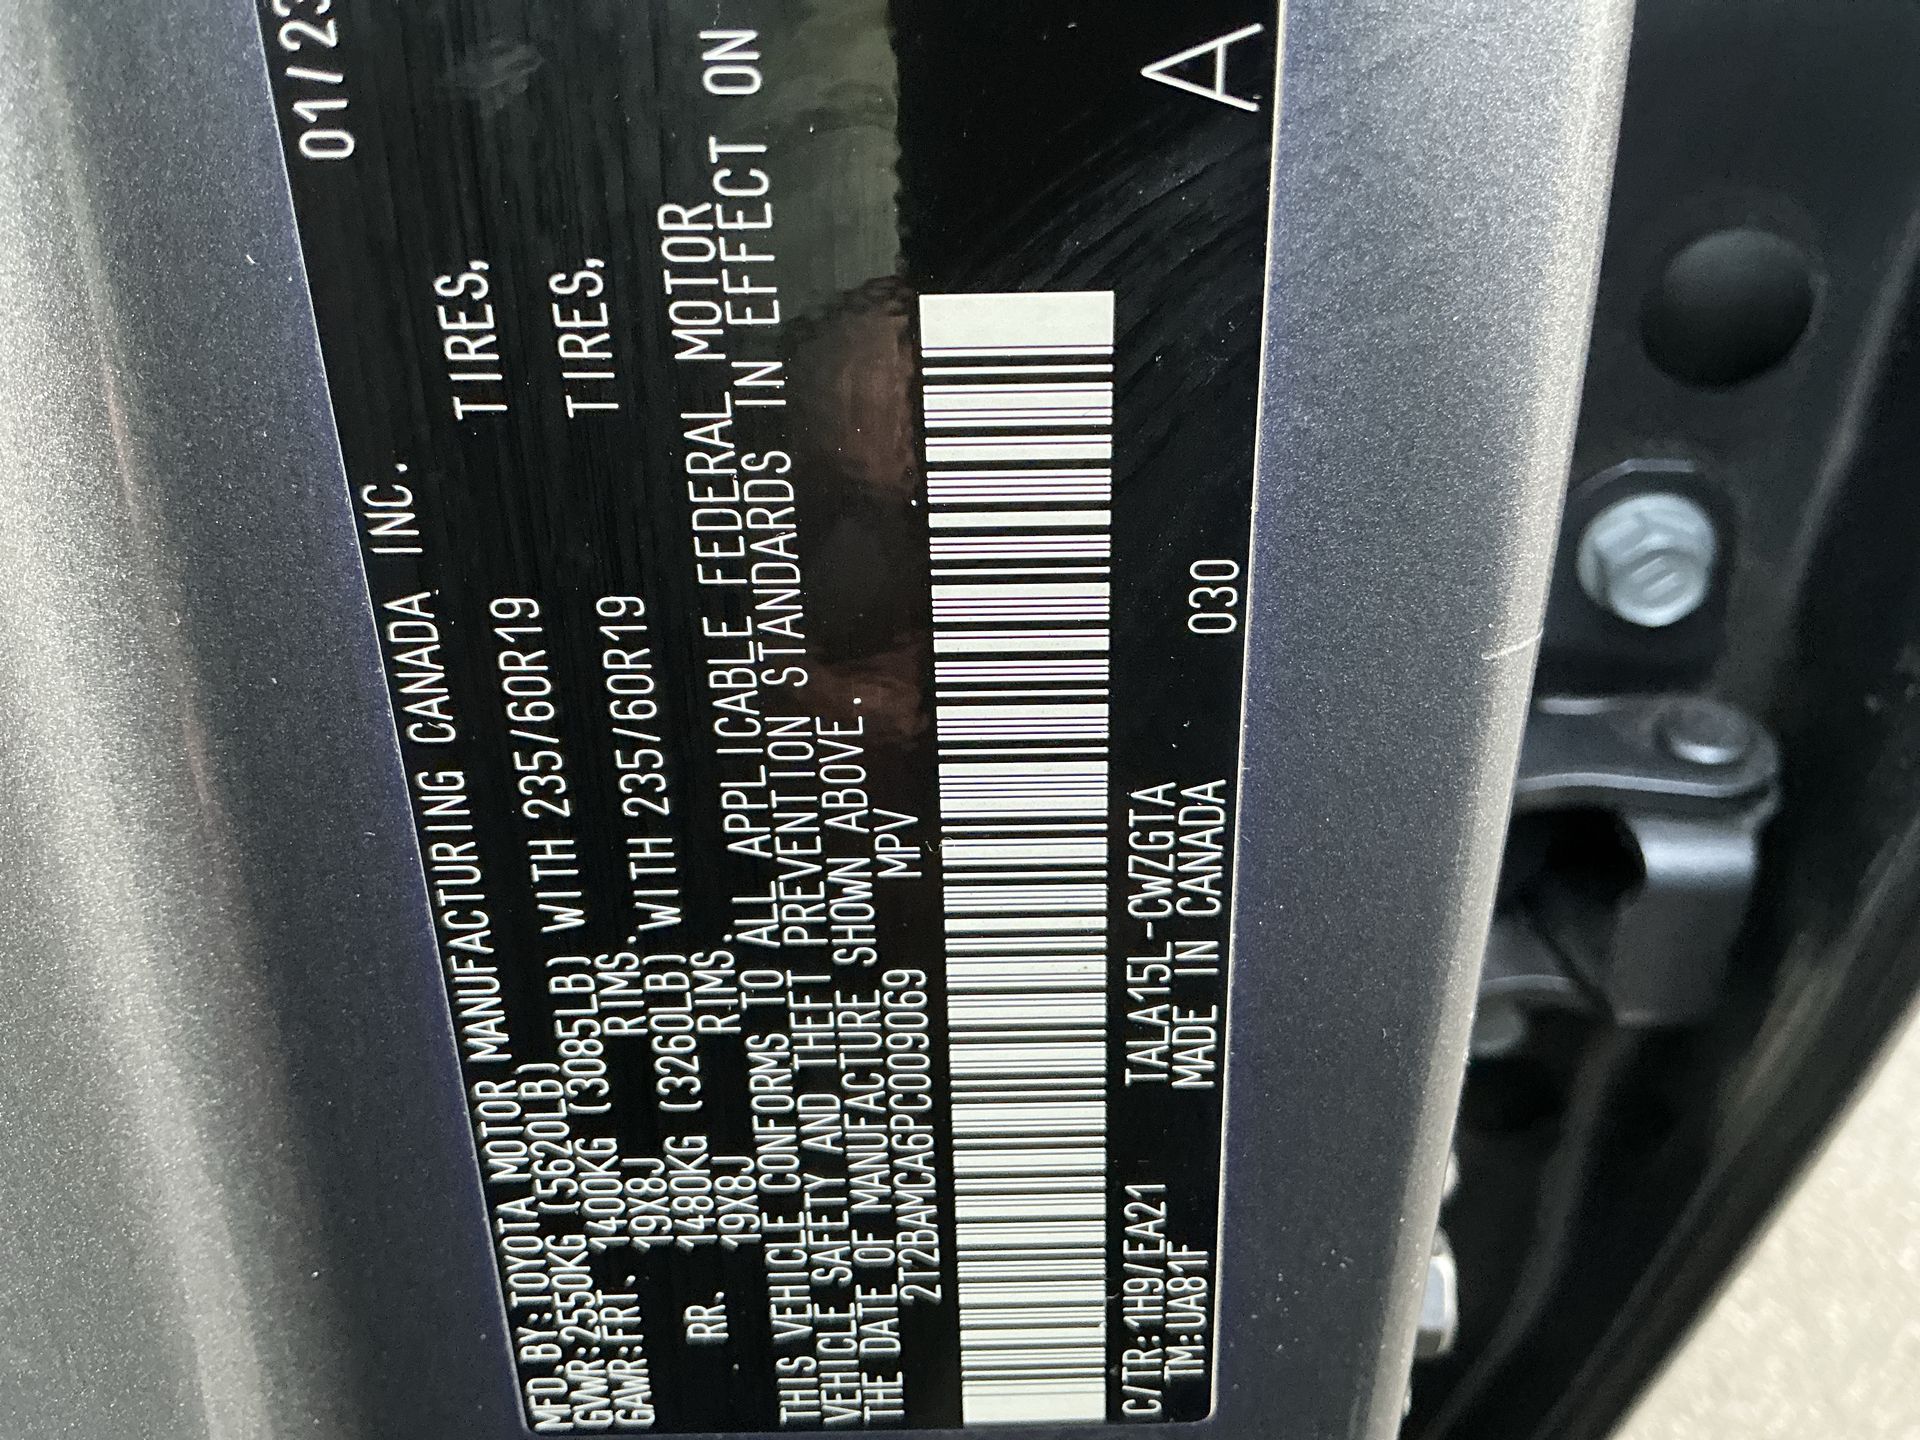 MFD.BY:TOYOTA MOTOR MANUFACTURING CANADA INC. 01/23
GVWR:2550KG (5620LB)
GAWR:FRT. 1400KG (3085LB) WITH 235/60R19 TIRES,
19X8J RIMS.
RR. 1480KG (3260LB) WITH 235/60R19 TIRES,
19X8J RIMS.
THIS VEHICLE CONFORMS TO ALL APPLICABLE FEDERAL MOTOR
VEHICLE SAFETY AND THEFT PREVENTION STANDARDS IN EFFECT ON
THE DATE OF MANUFACTURE SHOWN ABOVE.
2T2BAMCA6PC009069 MPV
C/TR:1H9/EA21 TALA15L-CWZGTA 030 A
TM:UA81F MADE IN CANADA